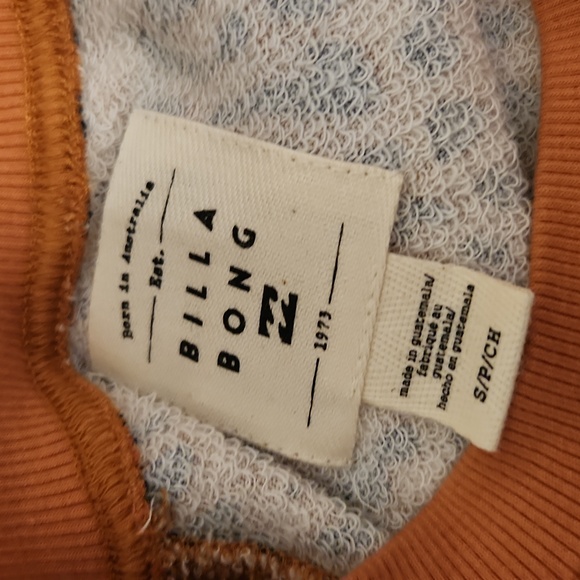 Born in Australia
Est.
BILLA
BONG
1973
made in guatemala/
fabriqué au
guatemala/
hecho en guatemala
S/P/CH